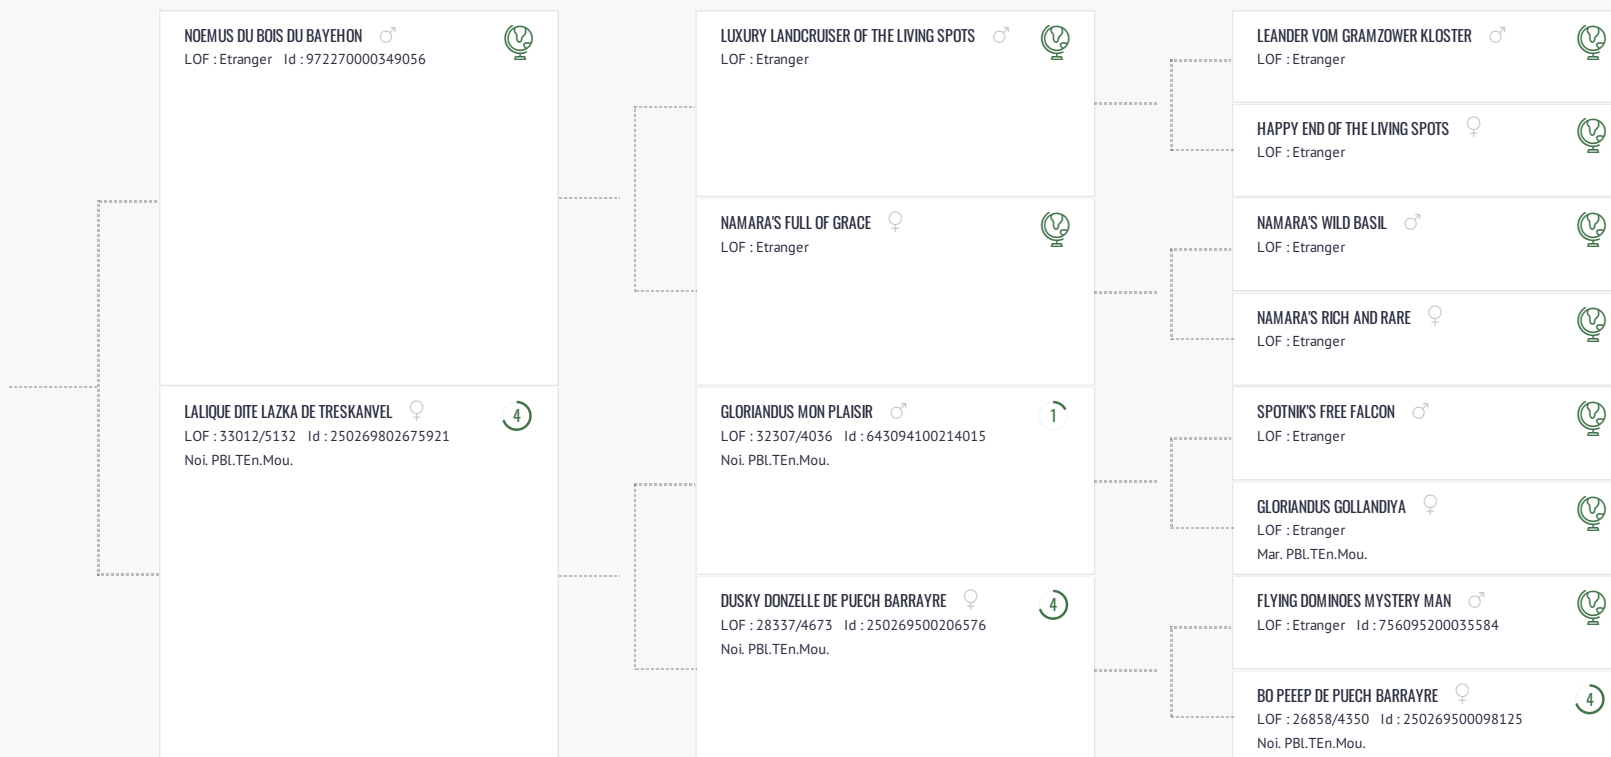 NOEMUS DU BOIS DU BAYEHON
LOF : Etranger Id : 972270000349056
LALIQUE DITE LAZKA DE TRESKANVEL
4
LOF : 33012/5132 Id : 250269802675921
Noi. PBl.TEn.Mou.
LUXURY LANDCRUISER OF THE LIVING SPOTS
LOF : Etranger
NAMARA'S FULL OF GRACE
LOF : Etranger
GLORIANDUS MON PLAISIR
1
LOF : 32307/4036 Id : 643094100214015
Noi. PBl.TEn.Mou.
DUSKY DONZELLE DE PUECH BARRAYRE
4
LOF : 28337/4673 Id : 250269500206576
Noi. PBl.TEn.Mou.
LEANDER VOM GRAMZOWER KLOSTER
LOF : Etranger
HAPPY END OF THE LIVING SPOTS
LOF : Etranger
NAMARA'S WILD BASIL
LOF : Etranger
NAMARA'S RICH AND RARE
LOF : Etranger
SPOTNIK'S FREE FALCON
LOF : Etranger
GLORIANDUS GOLLANDIYA
LOF : Etranger
Mar. PBl.TEn.Mou.
FLYING DOMINOES MYSTERY MAN
LOF : Etranger Id : 756095200035584
BO PEEEP DE PUECH BARRAYRE
4
LOF : 26858/4350 Id : 250269500098125
Noi. PBl.TEn.Mou.